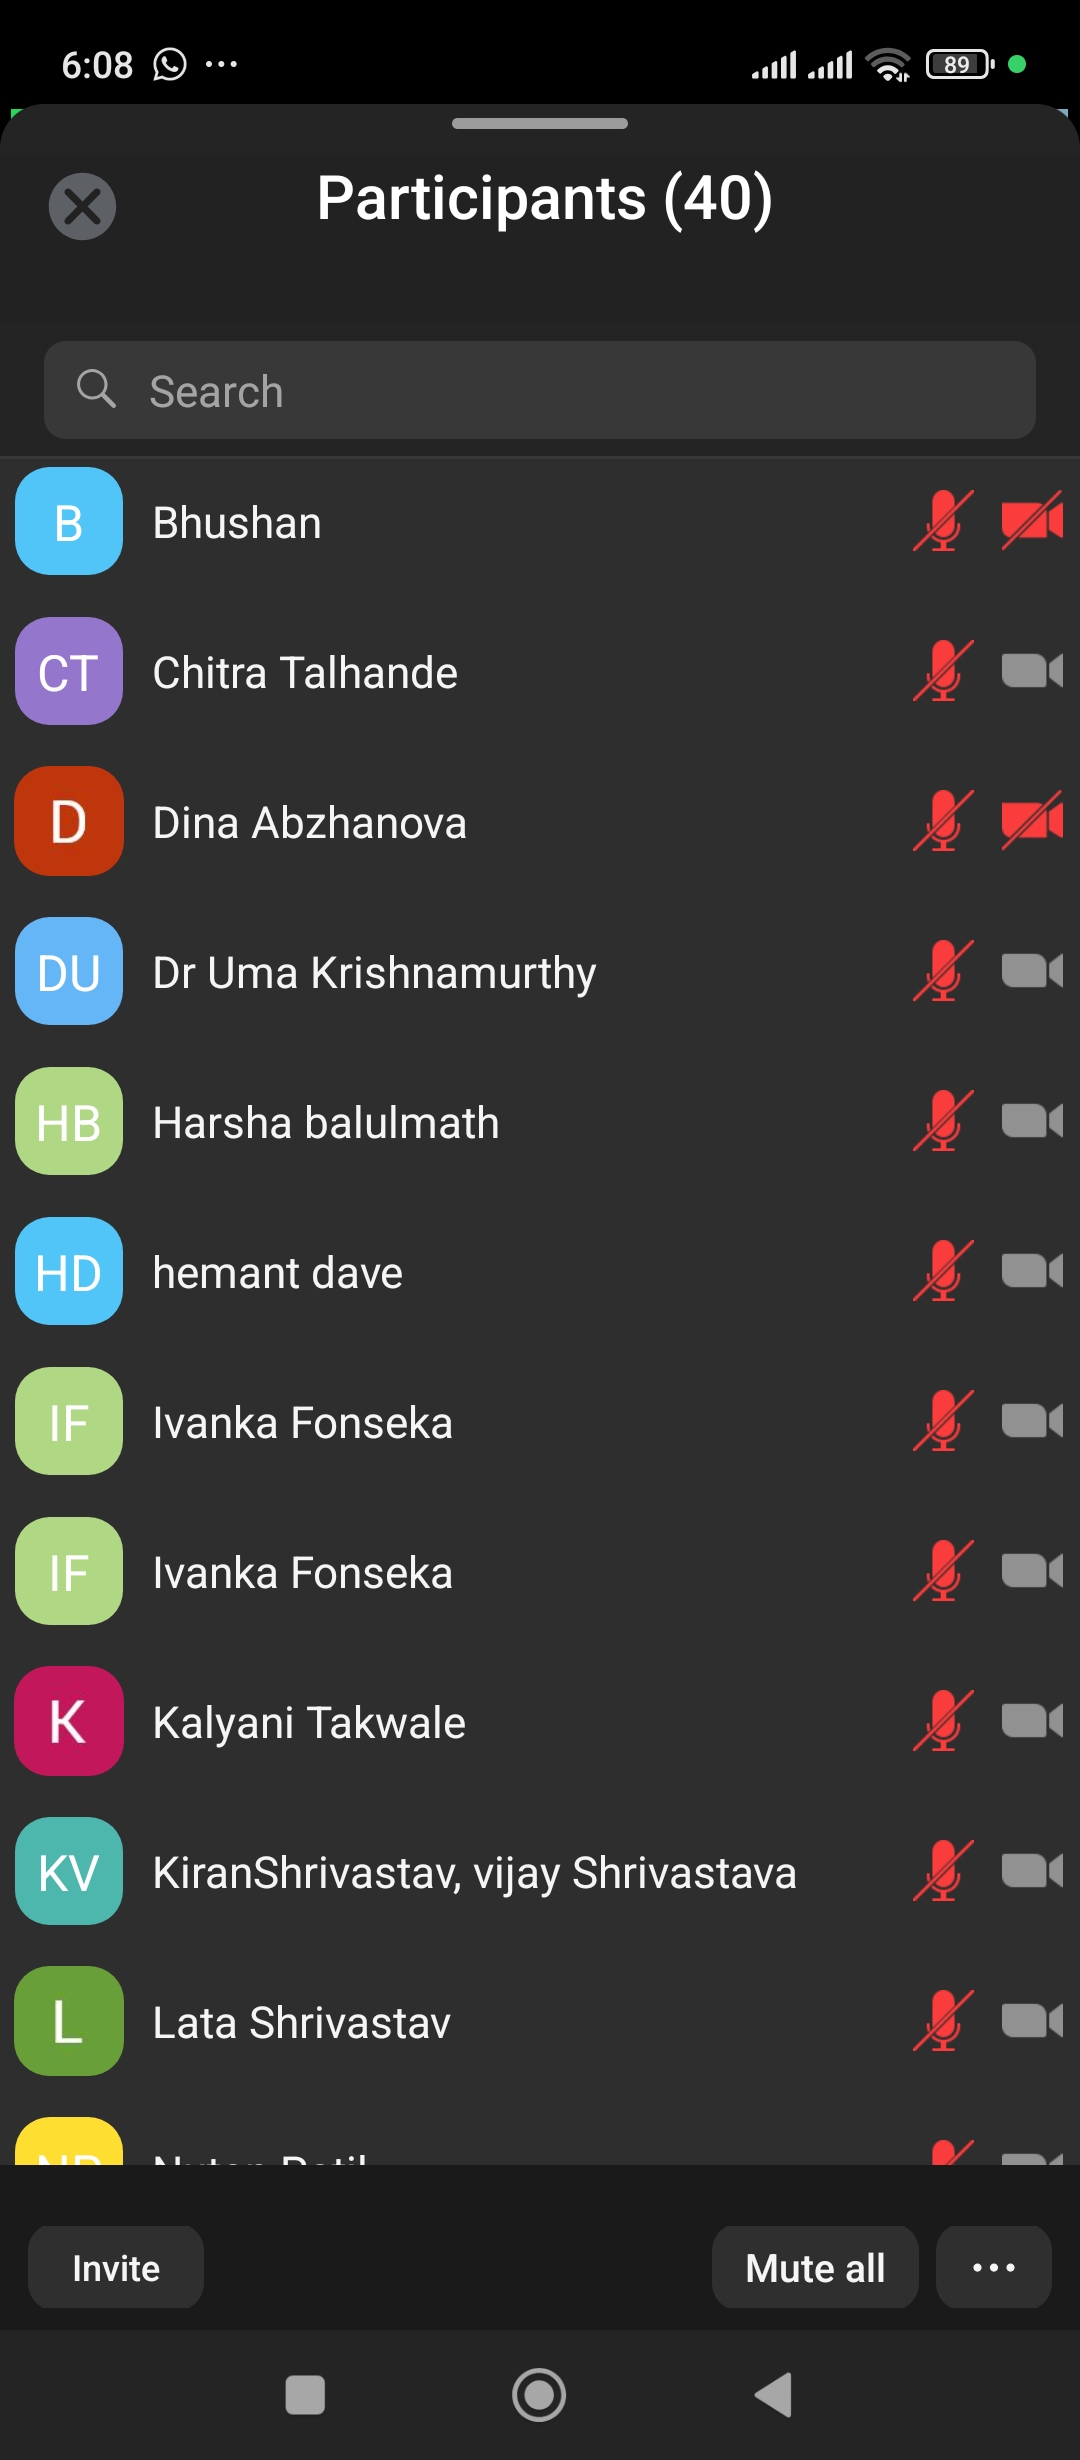 6:08
89
Participants (40)
Search
B Bhushan
CT Chitra Talhande
D Dina Abzhanova
DU Dr Uma Krishnamurthy
HB Harsha balulmath
HD hemant dave
IF Ivanka Fonseka
IF Ivanka Fonseka
K Kalyani Takwale
KV KiranShrivastav, vijay Shrivastava
L Lata Shrivastav
Invite
Mute all